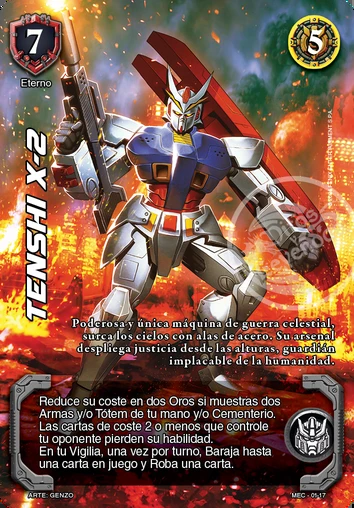 7
5
Eterno
TENSHI X-2
Poderosa y única máquina de guerra celestial,
surca los cielos con alas de acero. Su arsenal
despliega justicia desde las alturas, guardián
implacable de la humanidad.
Reduce su coste en dos Oros si muestras dos
Armas y/o Tótem de tu mano y/o Cementerio.
Las cartas de coste 2 o menos que controle
tu oponente pierden su habilidad.
En tu Vigilia, una vez por turno, Baraja hasta
una carta en juego y Roba una carta.
ARTE: GENZO
MEC - 01-17